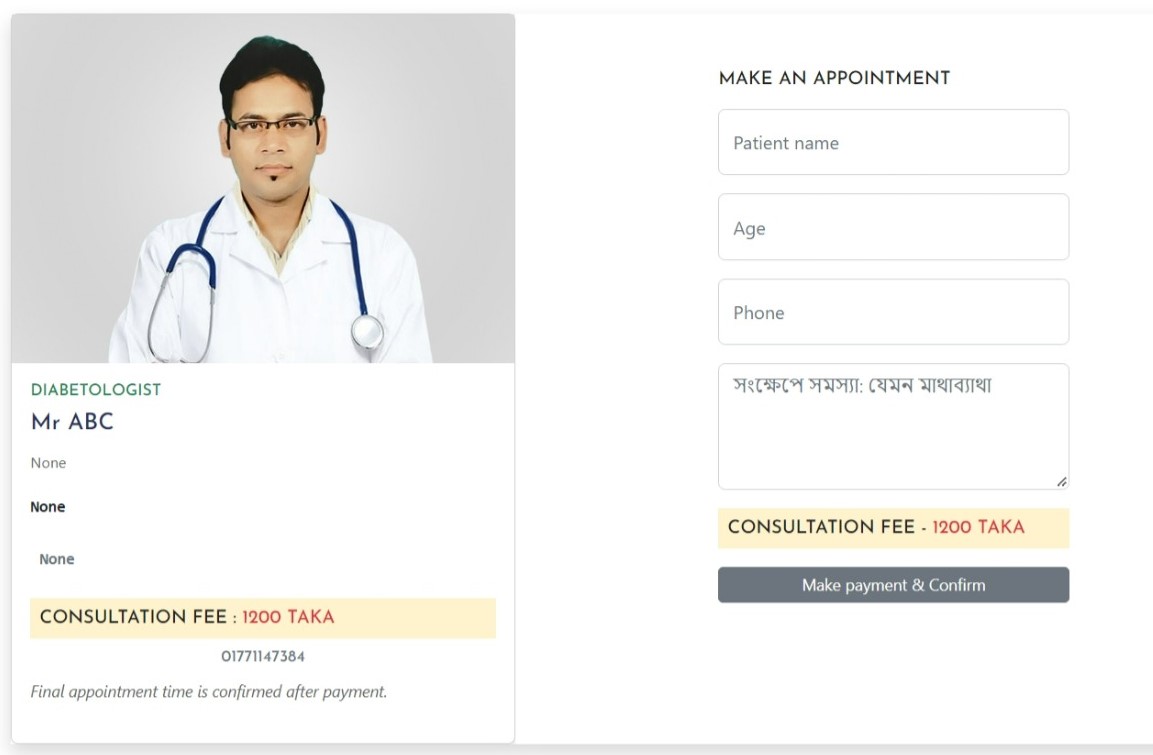 DIABETOLOGIST
Mr ABC
None
None
None
CONSULTATION FEE : 1200 TAKA
01771147384
Final appointment time is confirmed after payment.
MAKE AN APPOINTMENT
Patient name
Age
Phone
সংক্ষেপে সমস্যা: যেমন মাথাব্যাথা
CONSULTATION FEE - 1200 TAKA
Make payment & Confirm